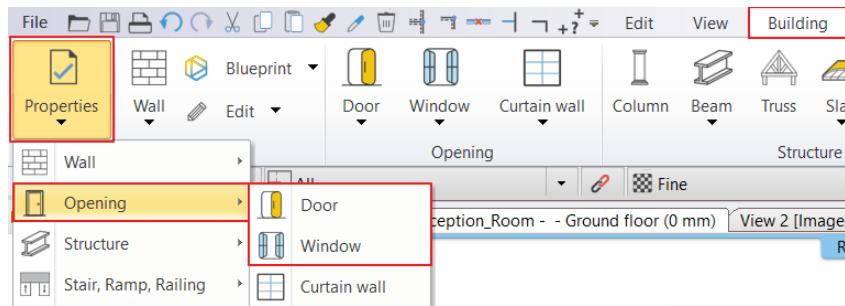 File Edit View Building
Properties Wall Blueprint Edit Door Window Curtain wall Column Beam Truss
Opening Structure
Wall
Fine
Opening Door
ception_Room - - Ground floor (0 mm) View 2 [Image
Structure Window
Stair, Ramp, Railing Curtain wall